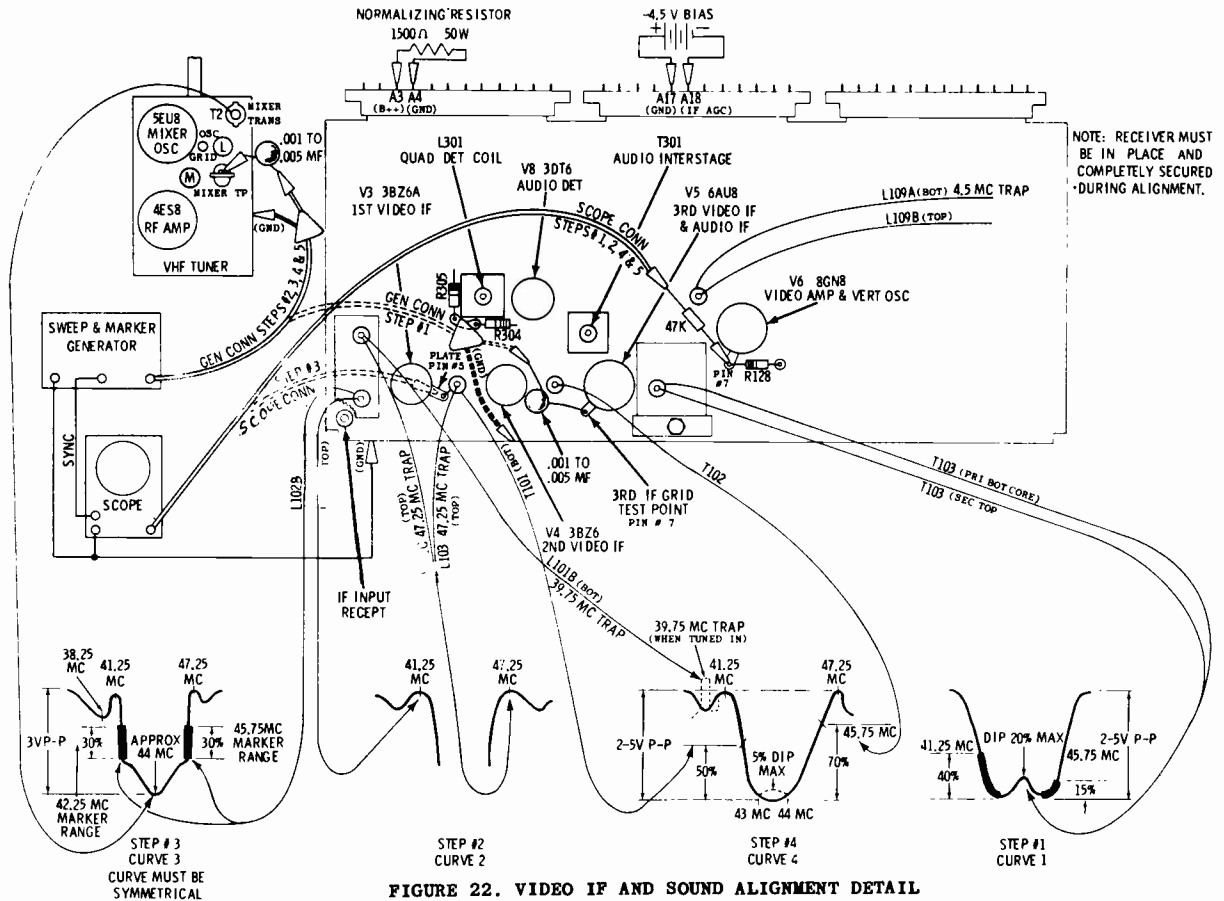 NORMALIZING RESISTOR
1500Ω 50W
-4.5 V BIAS
+ −
A3 A4
(B++) (GND)
A17 A18
(GND) (IF AGC)
5EU8
MIXER
OSC
T2
MIXER
TRANS
OSC
GRID
L
M
MIXER TP
.001 TO
.005 MF
4ES8
RF AMP
(GND)
VHF TUNER
L301
QUAD DET COIL
V8 3DT6
AUDIO DET
T301
AUDIO INTERSTAGE
V3 3BZ6A
1ST VIDEO IF
V5 6AU8
3RD VIDEO IF
& AUDIO IF
NOTE: RECEIVER MUST
BE IN PLACE AND
COMPLETELY SECURED
DURING ALIGNMENT.
L109A (BOT) 4.5 MC TRAP
L109B (TOP)
SCOPE CONN
STEPS #1, 2, 4 & 5
V6 8GN8
VIDEO AMP & VERT OSC
47K
PIN
#7
R128
R305
R304
GEN CONN
STEP #1
(GND)
PLATE
PIN #5
GEN CONN STEPS #2, 3, 4 & 5
SWEEP & MARKER
GENERATOR
SYNC
SCOPE
STEP #3
SCOPE CONN
L102B
(TOP)
(GND)
IF INPUT
RECEPT
47.25 MC TRAP
(TOP)
L103 47.25 MC TRAP
(TOP)
T101 (BOT)
.001 TO
.005 MF
V4 3BZ6
2ND VIDEO IF
3RD IF GRID
TEST POINT
PIN # 7
T102
T103 (PRI BOT CORE)
T103 (SEC TOP)
L101B (BOT)
39.75 MC TRAP
38.25
MC
41.25
MC
47.25
MC
3VP-P
30%
APPROX
44 MC
30%
45.75MC
MARKER
RANGE
42.25 MC
MARKER
RANGE
STEP #3
CURVE 3
CURVE MUST BE
SYMMETRICAL
41.25
MC
47.25
MC
STEP #2
CURVE 2
39.75 MC TRAP
(WHEN TUNED IN)
41.25
MC
47.25
MC
2-5V P-P
50%
5% DIP
MAX
45.75 MC
70%
43 MC 44 MC
STEP #4
CURVE 4
41.25 MC
40%
DIP 20% MAX
45.75 MC
15%
2-5V P-P
STEP #1
CURVE 1
FIGURE 22. VIDEO IF AND SOUND ALIGNMENT DETAIL